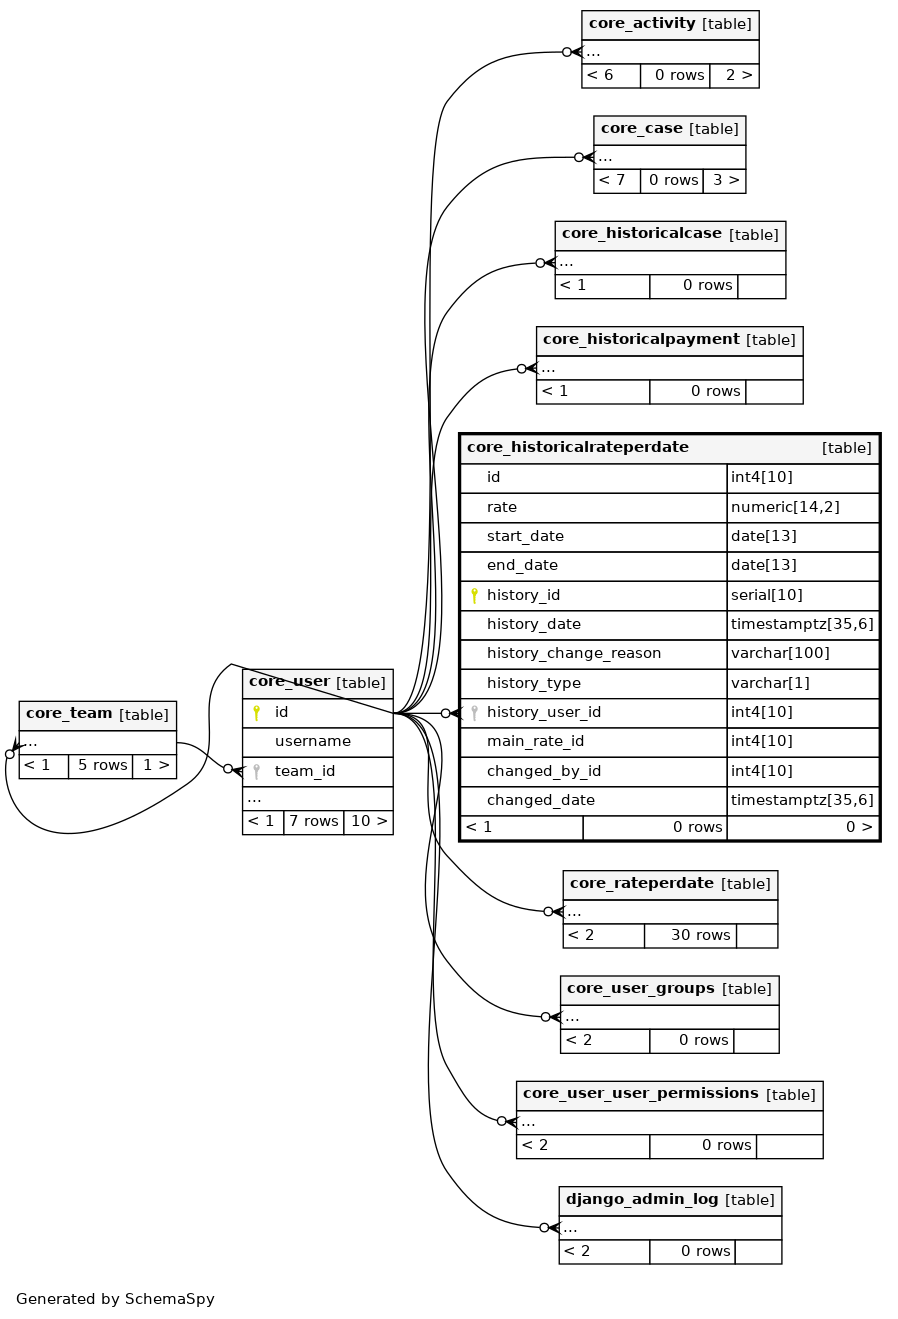 core_activity [table]
...
< 6 0 rows 2 >
core_case [table]
...
< 7 0 rows 3 >
core_historicalcase [table]
...
< 1 0 rows
core_historicalpayment [table]
...
< 1 0 rows
core_historicalrateperdate [table]
id int4[10]
rate numeric[14,2]
start_date date[13]
end_date date[13]
history_id serial[10]
history_date timestamptz[35,6]
history_change_reason varchar[100]
history_type varchar[1]
history_user_id int4[10]
main_rate_id int4[10]
changed_by_id int4[10]
changed_date timestamptz[35,6]
< 1 0 rows 0 >
core_user [table]
id
username
team_id
...
< 1 7 rows 10 >
core_team [table]
...
< 1 5 rows 1 >
core_rateperdate [table]
...
< 2 30 rows
core_user_groups [table]
...
< 2 0 rows
core_user_user_permissions [table]
...
< 2 0 rows
django_admin_log [table]
...
< 2 0 rows
Generated by SchemaSpy